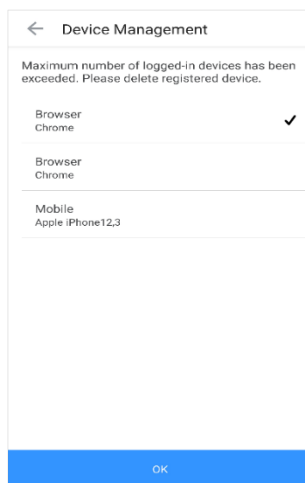 Device Management
Maximum number of logged-in devices has been
exceeded. Please delete registered device.
Browser
Chrome
Browser
Chrome
Mobile
Apple iPhone12,3
OK